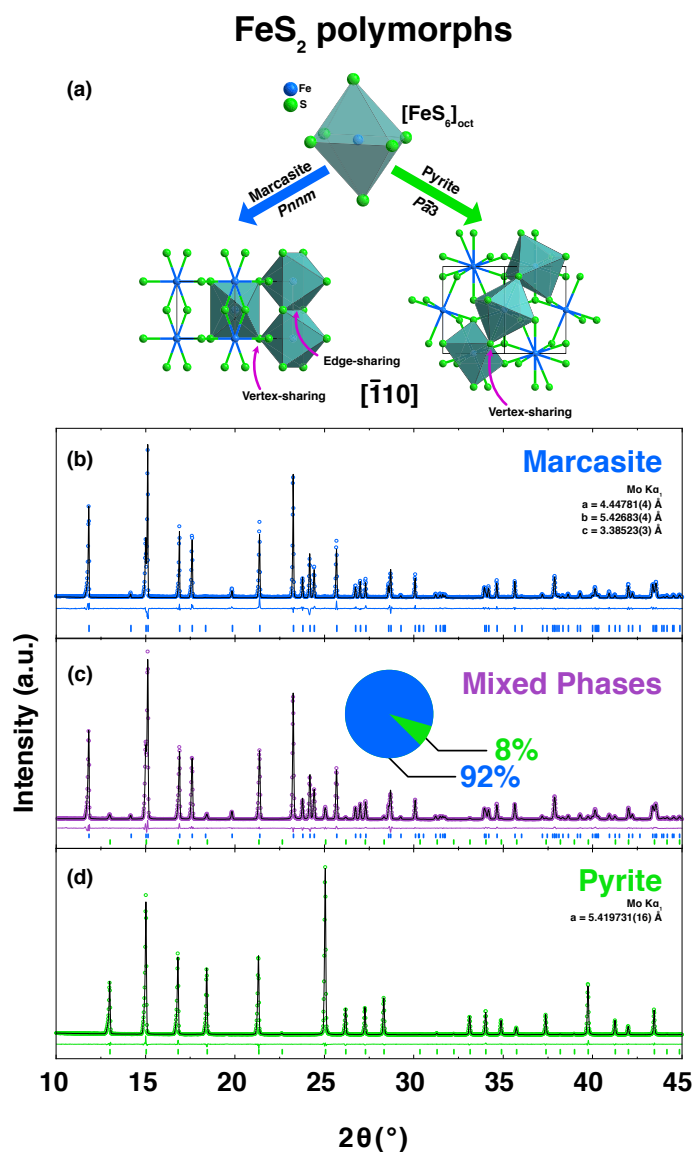 FeS₂ polymorphs
(a)
Fe
S
[FeS₆]oct
Marcasite
Pnnm
Pyrite
Pa̅3
Edge-sharing
Vertex-sharing
[1̅10]
Vertex-sharing
(b)
Marcasite
Mo Kα₁
a = 4.44781(4) Å
b = 5.42683(4) Å
c = 3.38523(3) Å
(c)
Mixed Phases
8%
92%
Intensity (a.u.)
(d)
Pyrite
Mo Kα₁
a = 5.419731(16) Å
10 15 20 25 30 35 40 45
2θ(°)